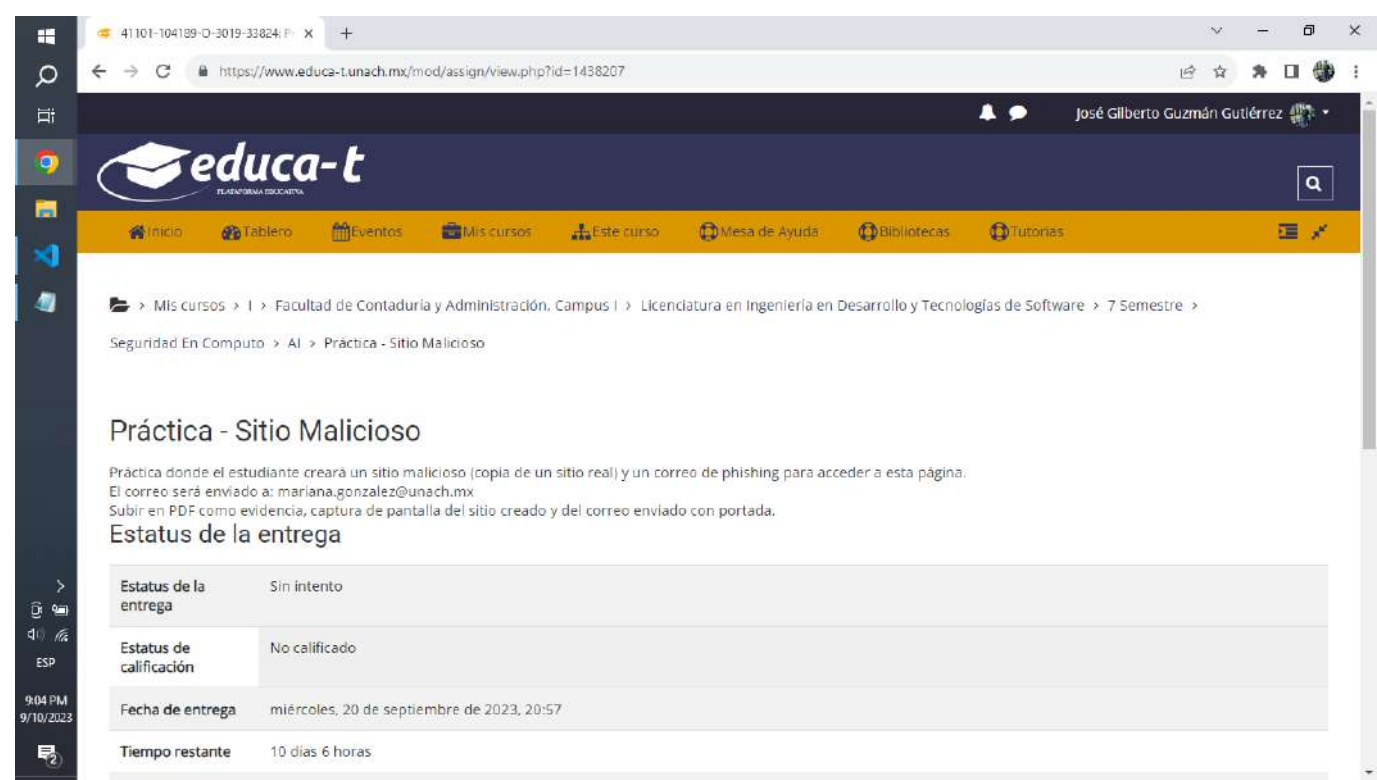 41101-104189-O-3019-33824: P
https://www.educa-t.unach.mx/mod/assign/view.php?id=1438207
José Gilberto Guzmán Gutiérrez
educa-t
PLATAFORMA EDUCATIVA
Inicio Tablero Eventos Mis cursos Este curso Mesa de Ayuda Bibliotecas Tutorias
> Mis cursos > I > Facultad de Contaduría y Administración, Campus I > Licenciatura en Ingeniería en Desarrollo y Tecnologías de Software > 7 Semestre >
Seguridad En Computo > AI > Práctica - Sitio Malicioso
Práctica - Sitio Malicioso
Práctica donde el estudiante creará un sitio malicioso (copia de un sitio real) y un correo de phishing para acceder a esta página.
El correo será enviado a: mariana.gonzalez@unach.mx
Subir en PDF como evidencia, captura de pantalla del sitio creado y del correo enviado con portada.
Estatus de la entrega
Estatus de la entrega Sin intento
Estatus de calificación No calificado
Fecha de entrega miércoles, 20 de septiembre de 2023, 20:57
Tiempo restante 10 días 6 horas
ESP
9:04 PM
9/10/2023
2